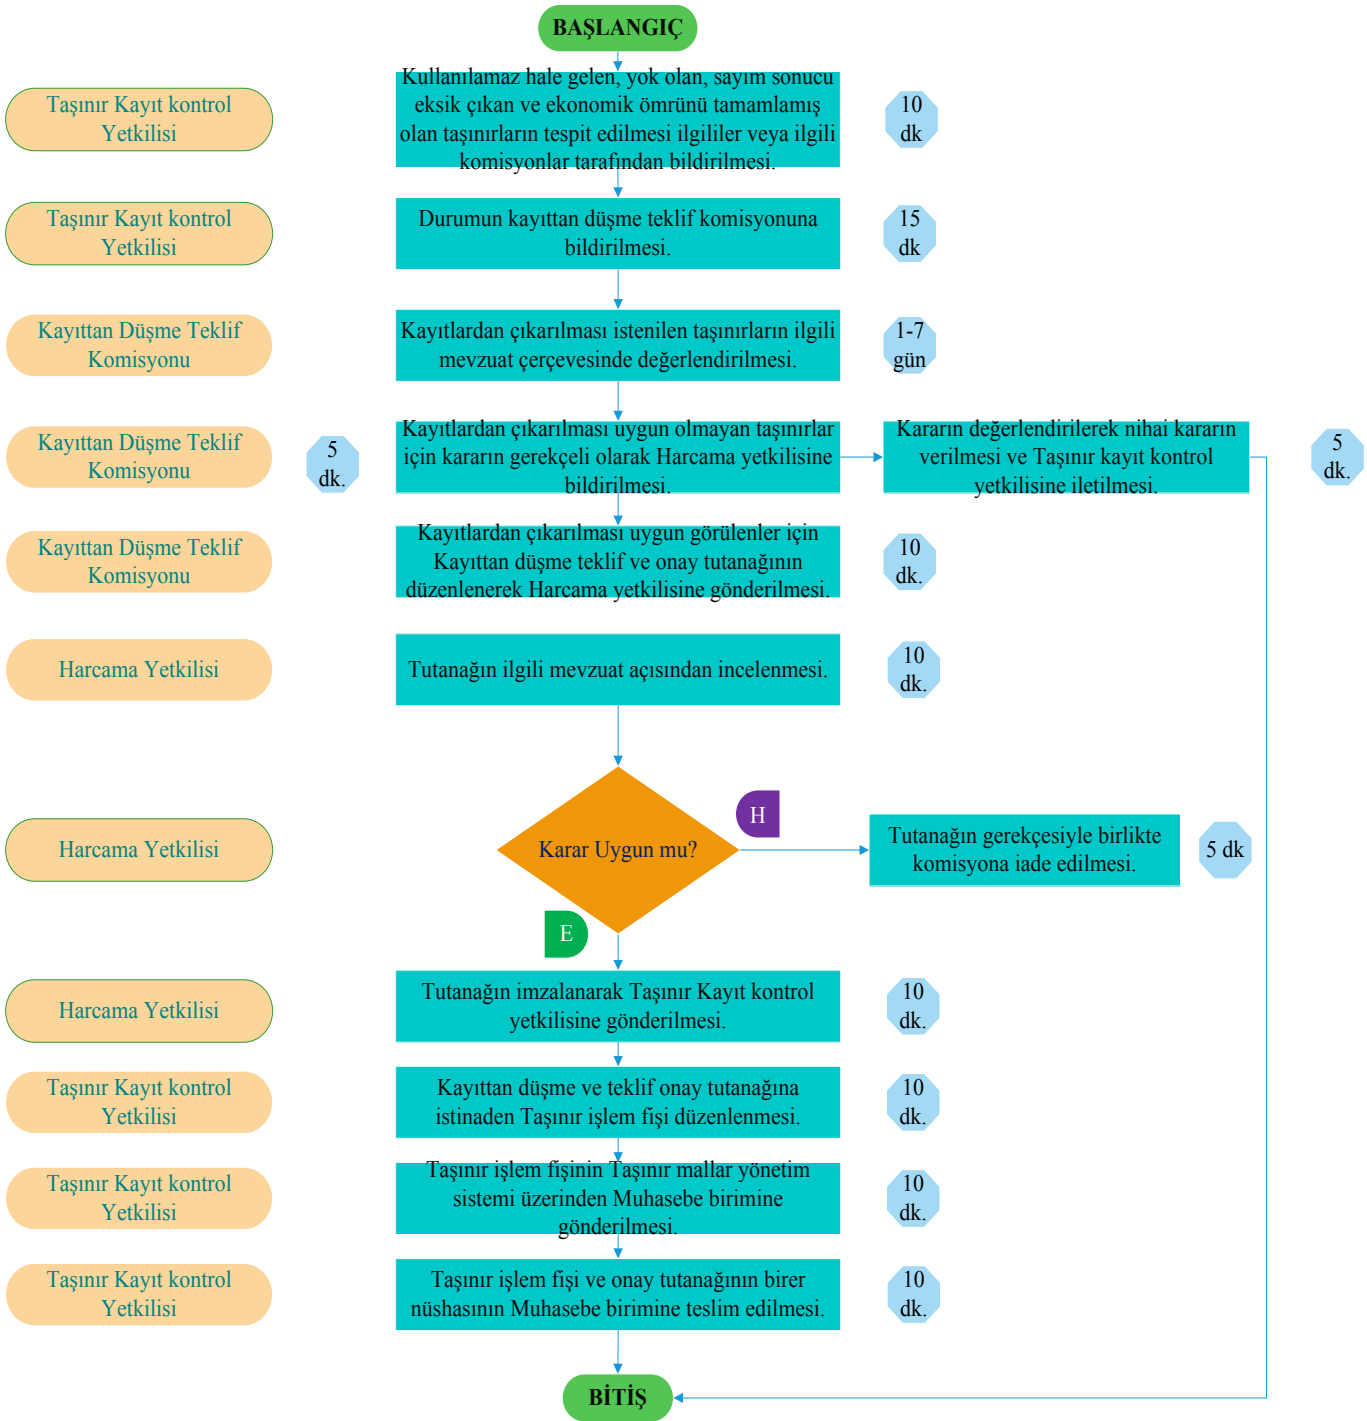 BAŞLANGIÇ
Taşınır Kayıt kontrol
Yetkilisi
Kullanılamaz hale gelen, yok olan, sayım sonucu
eksik çıkan ve ekonomik ömrünü tamamlamış
olan taşınırların tespit edilmesi ilgililer veya ilgili
komisyonlar tarafından bildirilmesi.
10
dk
Taşınır Kayıt kontrol
Yetkilisi
Durumun kayıttan düşme teklif komisyonuna
bildirilmesi.
15
dk
Kayıttan Düşme Teklif
Komisyonu
Kayıtlardan çıkarılması istenilen taşınırların ilgili
mevzuat çerçevesinde değerlendirilmesi.
1-7
gün
Kayıttan Düşme Teklif
Komisyonu
5
dk.
Kayıtlardan çıkarılması uygun olmayan taşınırlar
için kararın gerekçeli olarak Harcama yetkilisine
bildirilmesi.
Kararın değerlendirilerek nihai kararın
verilmesi ve Taşınır kayıt kontrol
yetkilisine iletilmesi.
5
dk.
Kayıttan Düşme Teklif
Komisyonu
Kayıtlardan çıkarılması uygun görülenler için
Kayıttan düşme teklif ve onay tutanağının
düzenlenerek Harcama yetkilisine gönderilmesi.
10
dk.
Harcama Yetkilisi
Tutanağın ilgili mevzuat açısından incelenmesi.
10
dk.
Harcama Yetkilisi
Karar Uygun mu?
H
Tutanağın gerekçesiyle birlikte
komisyona iade edilmesi.
5 dk
E
Harcama Yetkilisi
Tutanağın imzalanarak Taşınır Kayıt kontrol
yetkilisine gönderilmesi.
10
dk.
Taşınır Kayıt kontrol
Yetkilisi
Kayıttan düşme ve teklif onay tutanağına
istinaden Taşınır işlem fişi düzenlenmesi.
10
dk.
Taşınır Kayıt kontrol
Yetkilisi
Taşınır işlem fişinin Taşınır mallar yönetim
sistemi üzerinden Muhasebe birimine
gönderilmesi.
10
dk.
Taşınır Kayıt kontrol
Yetkilisi
Taşınır işlem fişi ve onay tutanağının birer
nüshasının Muhasebe birimine teslim edilmesi.
10
dk.
BİTİŞ